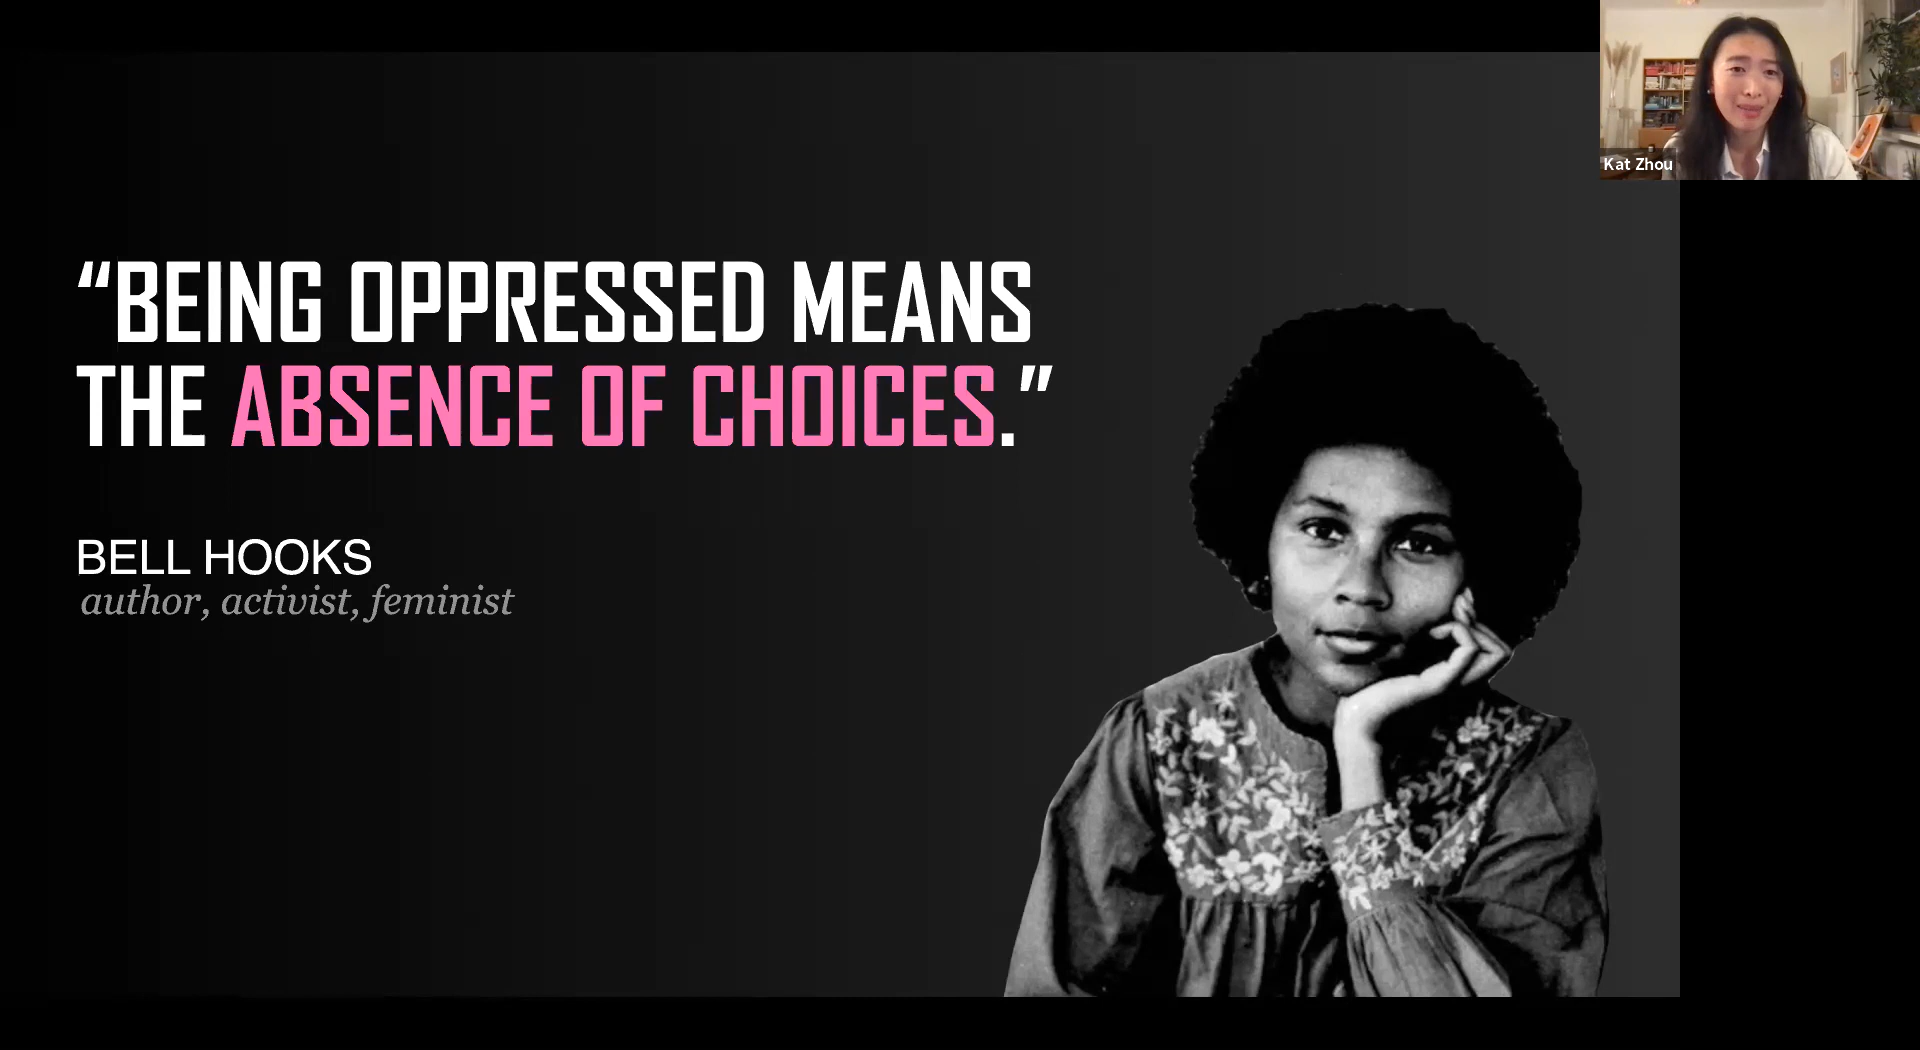 “BEING OPPRESSED MEANS
THE ABSENCE OF CHOICES.”
BELL HOOKS
author, activist, feminist
Kat Zhou